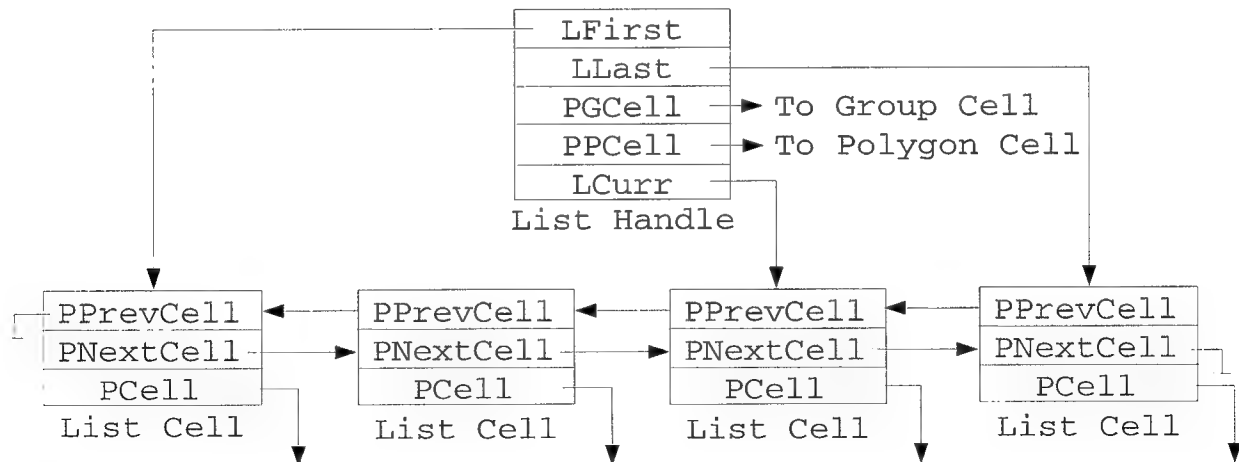 LFirst
LLast
PGCell To Group Cell
PPCell To Polygon Cell
LCurr
List Handle
PPrevCell PPrevCell PPrevCell PPrevCell
PNextCell PNextCell PNextCell PNextCell
PCell PCell PCell PCell
List Cell List Cell List Cell List Cell